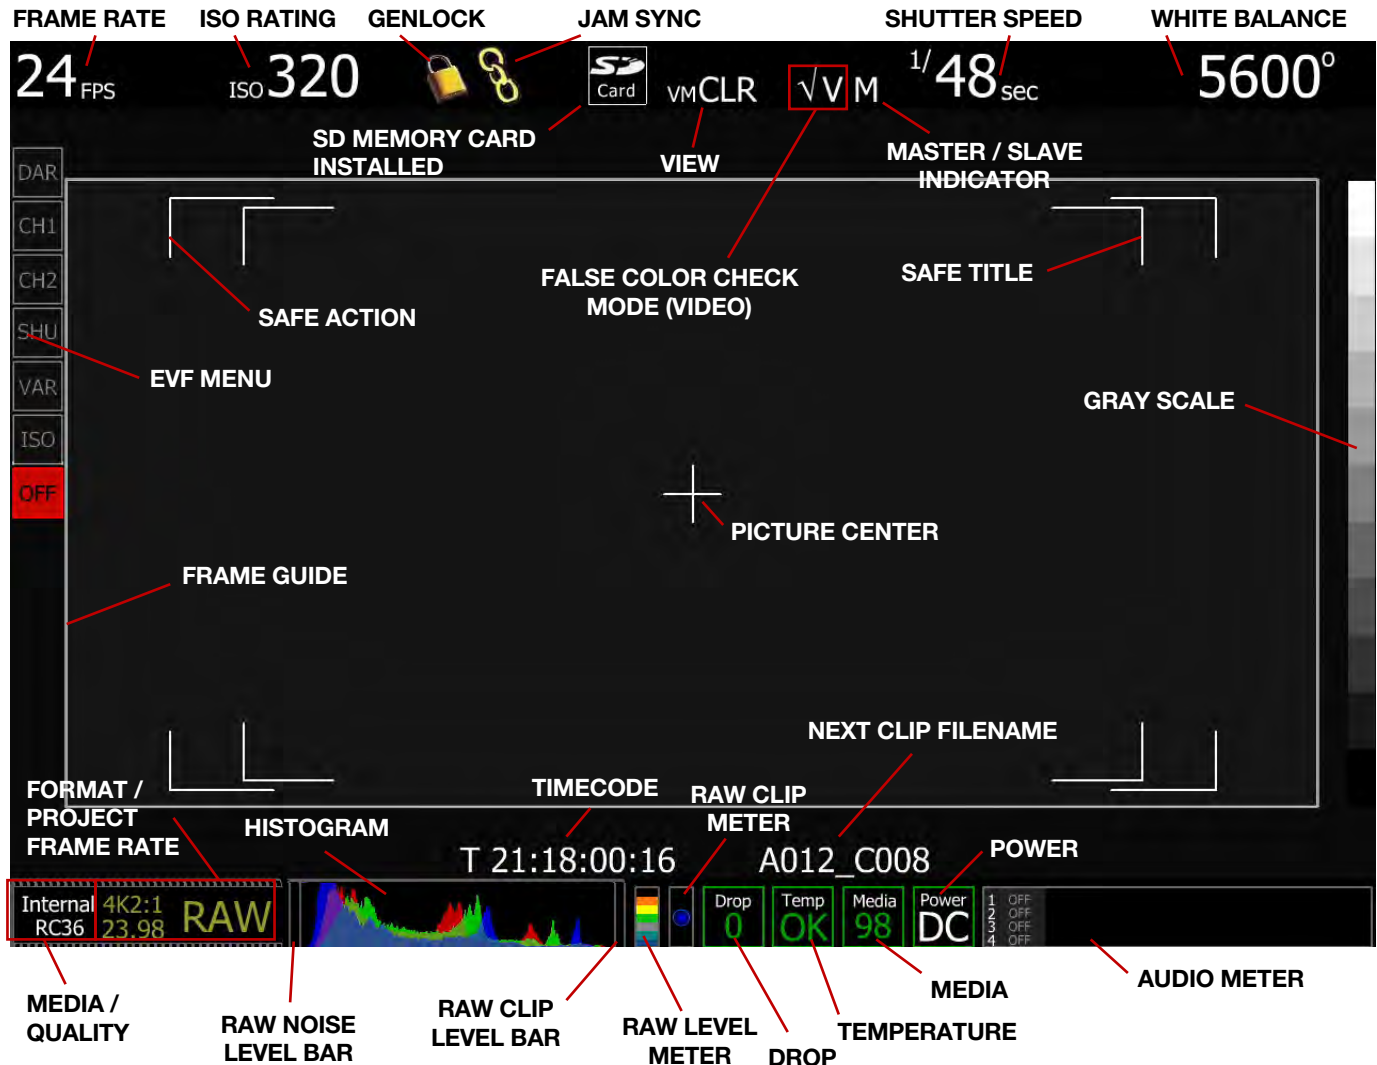 FRAME RATE ISO RATING GENLOCK JAM SYNC SHUTTER SPEED WHITE BALANCE
24 FPS ISO 320 SD Card VM CLR √ V M 1/48 sec 5600°
SD MEMORY CARD
INSTALLED
VIEW
MASTER / SLAVE
INDICATOR
DAR
CH1
CH2
SHU
VAR
ISO
OFF
SAFE ACTION
FALSE COLOR CHECK
MODE (VIDEO)
SAFE TITLE
EVF MENU
GRAY SCALE
PICTURE CENTER
FRAME GUIDE
NEXT CLIP FILENAME
FORMAT /
PROJECT
FRAME RATE
HISTOGRAM
TIMECODE
RAW CLIP
METER
POWER
T 21:18:00:16 A012_C008
Internal
RC36
4K2:1
23.98
RAW
Drop
0
Temp
OK
Media
98
Power
DC
1 OFF
2 OFF
3 OFF
4 OFF
MEDIA /
QUALITY
RAW NOISE
LEVEL BAR
RAW CLIP
LEVEL BAR
RAW LEVEL
METER
DROP
TEMPERATURE
MEDIA
AUDIO METER